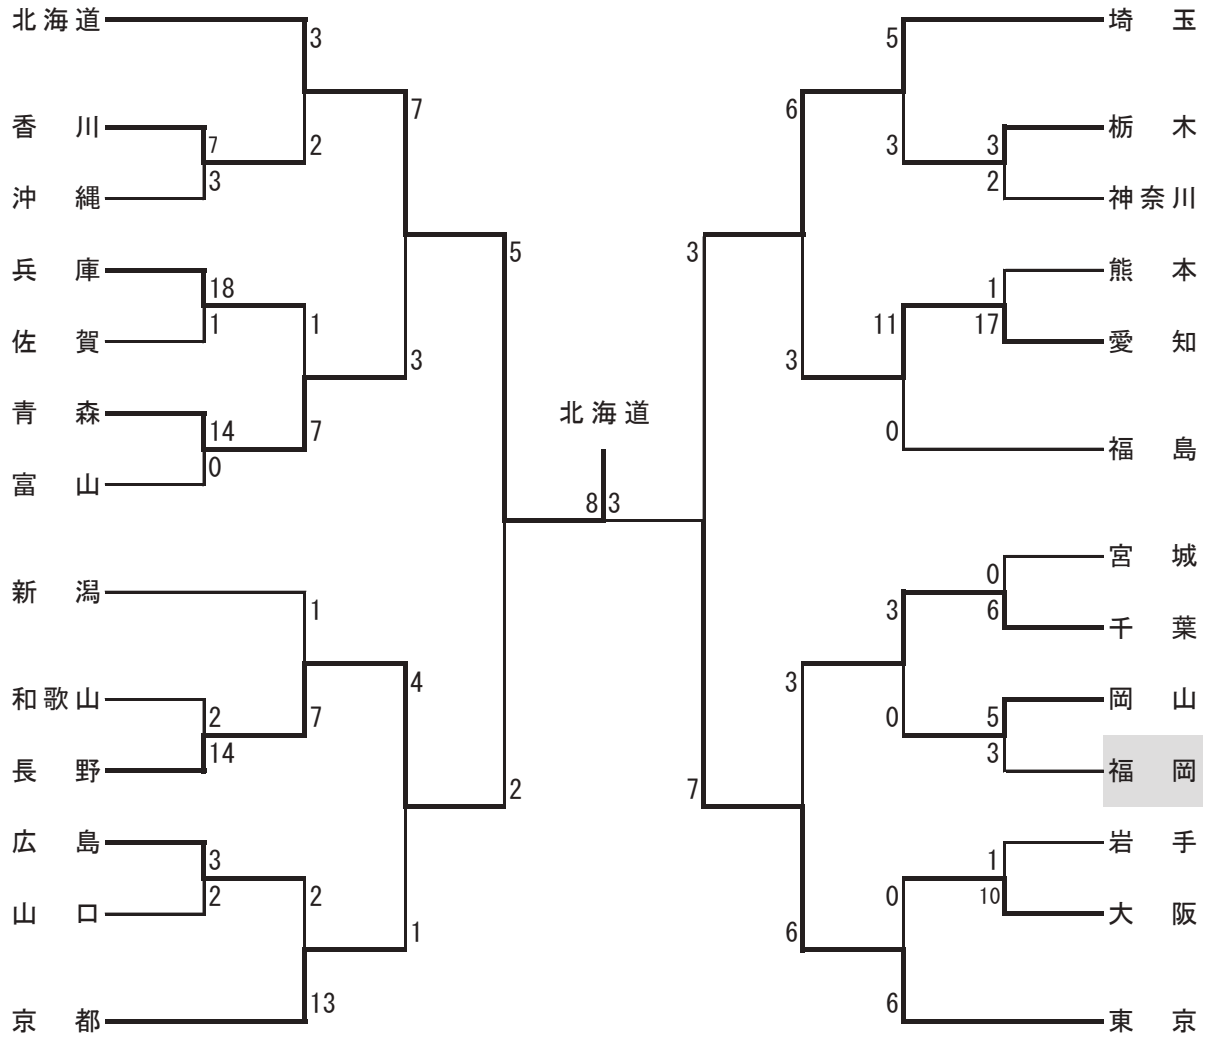 北海道 3 5 埼玉
7 6
香川 7 2 3 3 栃木
3 2
沖縄 神奈川
5 3
兵庫 18 1 熊本
1 1 11 17
佐賀 3 3 愛知
青森 14 7 北海道 0
0 福島
富山
8 3
宮城
新潟 1 3 0
6 千葉
4 3
和歌山 2 7 0 5 岡山
14 3
長野 福岡
2 7
広島 3 1 岩手
2 2 0 10
山口 1 6 大阪
13 6
京都 東京